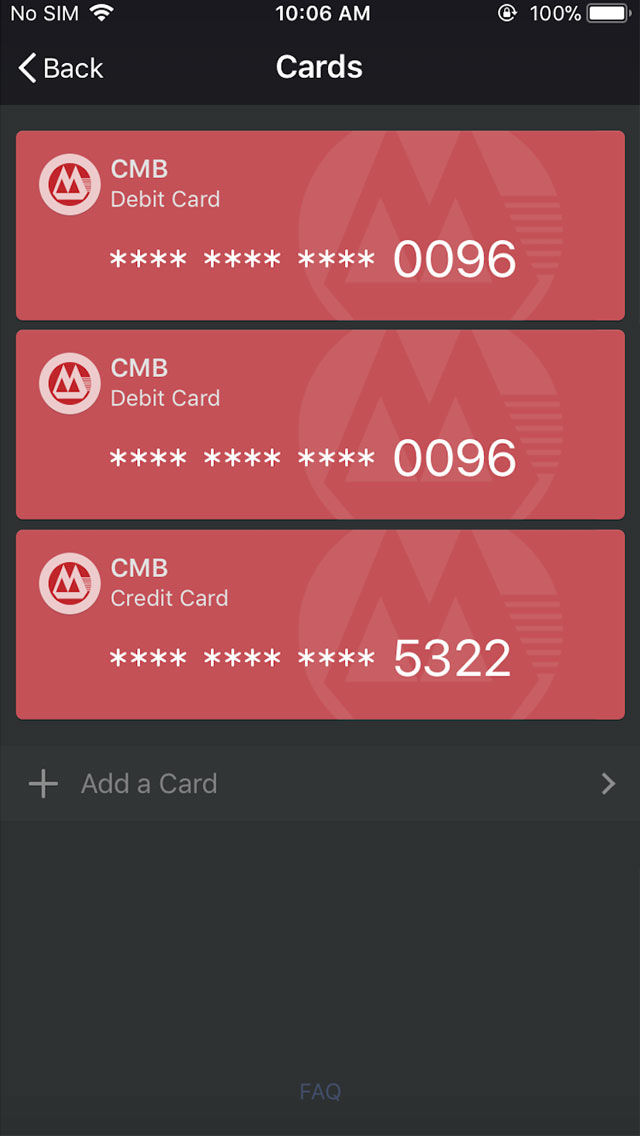 No SIM 10:06 AM 100%
Back Cards
CMB
Debit Card
**** **** **** 0096
CMB
Debit Card
**** **** **** 0096
CMB
Credit Card
**** **** **** 5322
Add a Card
FAQ